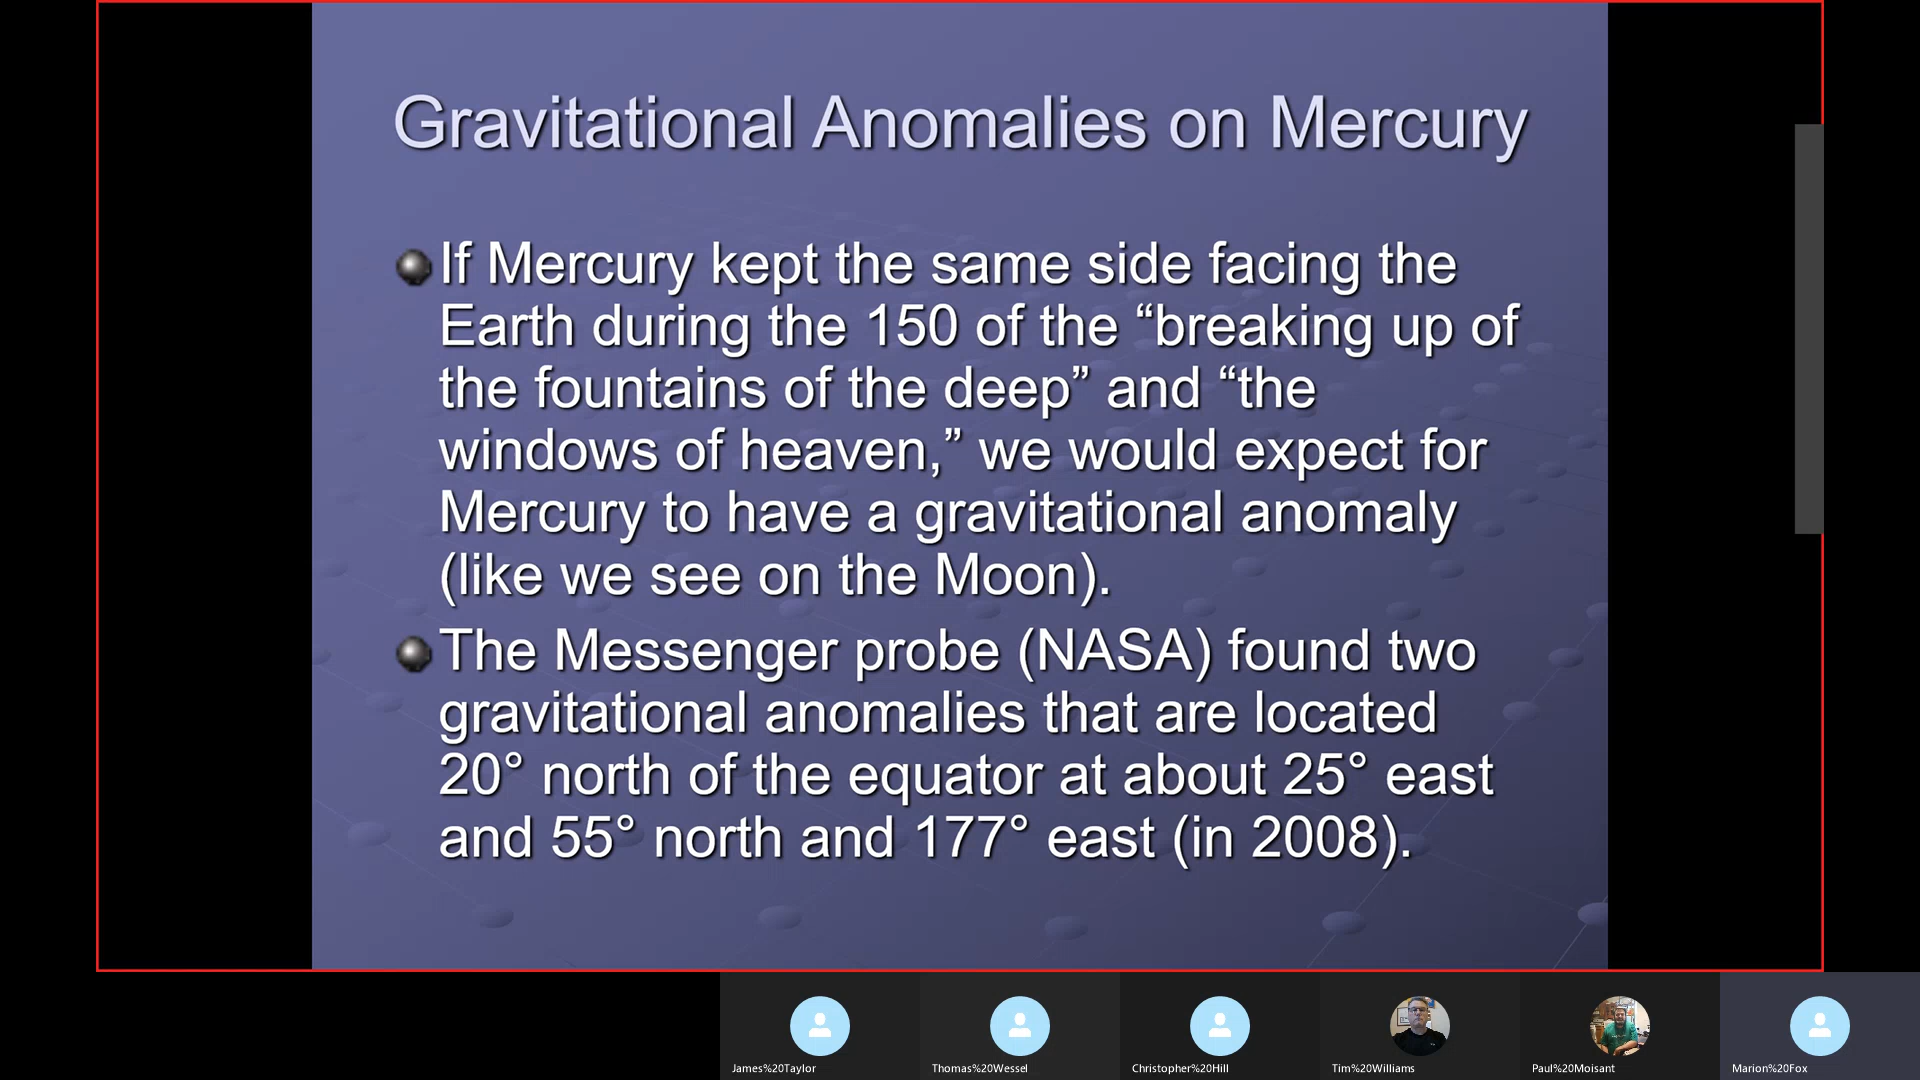 Gravitational Anomalies on Mercury
If Mercury kept the same side facing the
Earth during the 150 of the “breaking up of
the fountains of the deep” and “the
windows of heaven,” we would expect for
Mercury to have a gravitational anomaly
(like we see on the Moon).
The Messenger probe (NASA) found two
gravitational anomalies that are located
20° north of the equator at about 25° east
and 55° north and 177° east (in 2008).
James%20Taylor
Thomas%20Wessel
Christopher%20Hill
Tim%20Williams
Paul%20Moisant
Marion%20Fox